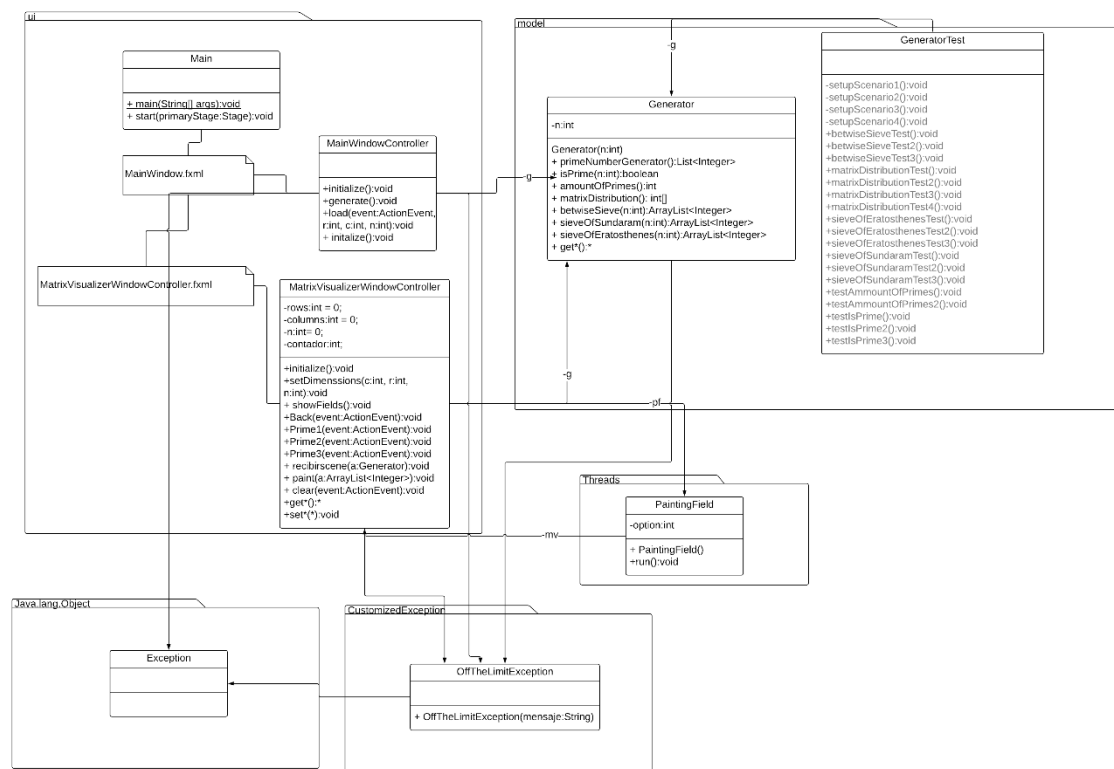 ui
Main
+ main(String[] args):void
+ start(primaryStage:Stage):void
MainWindow.fxml
MainWindowController
+initialize():void
+generate():void
+load(event:ActionEvent,
r:int, c:int, n:int):void
+ initalize():void
MatrixVisualizerWindowController.fxml
MatrixVisualizerWindowController
-rows:int = 0;
-columns:int = 0;
-n:int= 0;
-contador:int;
+initialize():void
+setDimenssions(c:int, r:int,
n:int):void
+ showFields():void
+Back(event:ActionEvent):void
+Prime1(event:ActionEvent):void
+Prime2(event:ActionEvent):void
+Prime3(event:ActionEvent):void
+ recibirscene(a:Generator):void
+ paint(a:ArrayList<Integer>):void
+ clear(event:ActionEvent):void
+get*():*
+set*(*):void
model
-g
-g
-g
-pf
-mv
Generator
-n:int
Generator(n:int)
+ primeNumberGenerator():List<Integer>
+ isPrime(n:int):boolean
+ amountOfPrimes():int
+ matrixDistribution(): int[]
+ betwiseSieve(n:int):ArrayList<Integer>
+ sieveOfSundaram(n:int):ArrayList<Integer>
+ sieveOfEratosthenes(n:int):ArrayList<Integer>
+ get*():*
GeneratorTest
-setupScenario1():void
-setupScenario2():void
-setupScenario3():void
-setupScenario4():void
+betwiseSieveTest():void
+betwiseSieveTest2():void
+betwiseSieveTest3():void
+matrixDistributionTest():void
+matrixDistributionTest2():void
+matrixDistributionTest3():void
+matrixDistributionTest4():void
+sieveOfEratosthenesTest():void
+sieveOfEratosthenesTest2():void
+sieveOfEratosthenesTest3():void
+sieveOfSundaramTest():void
+sieveOfSundaramTest2():void
+sieveOfSundaramTest3():void
+testAmmountOfPrimes():void
+testAmmountOfPrimes2():void
+testIsPrime():void
+testIsPrime2():void
+testIsPrime3():void
Threads
PaintingField
-option:int
+ PaintingField()
+run():void
Java.lang.Object
Exception
CustomizedException
OffTheLimitException
+ OffTheLimitException(mensaje:String)